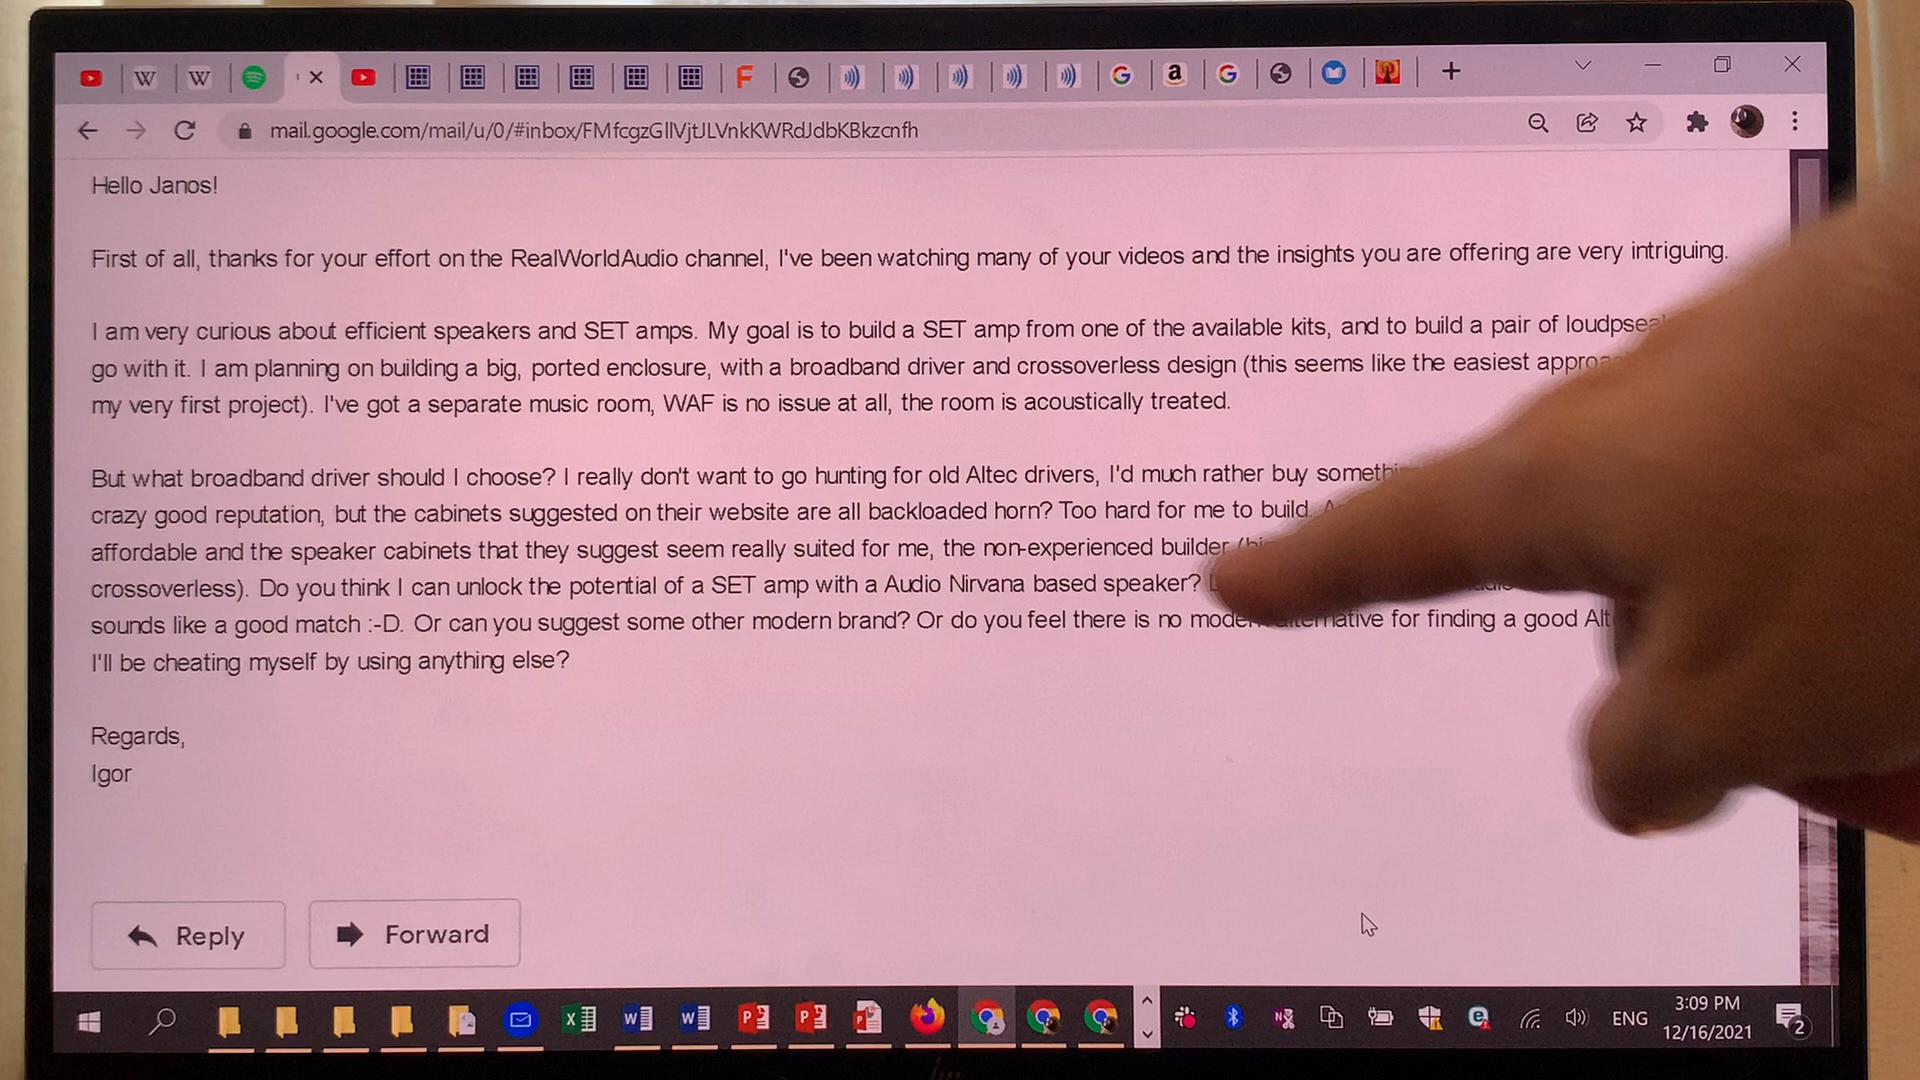 mail.google.com/mail/u/0/#inbox/FMfcgzGllVjtJLVnkKWRdJdbKBkzcnfh
Hello Janos!
First of all, thanks for your effort on the RealWorldAudio channel, I've been watching many of your videos and the insights you are offering are very intriguing.
I am very curious about efficient speakers and SET amps. My goal is to build a SET amp from one of the available kits, and to build a pair of
go with it. I am planning on building a big, ported enclosure, with a broadband driver and crossoverless design (this seems like the easiest
my very first project). I've got a separate music room, WAF is no issue at all, the room is acoustically treated.
But what broadband driver should I choose? I really don't want to go hunting for old Altec drivers, I'd much rather buy
crazy good reputation, but the cabinets suggested on their website are all backloaded horn? Too hard for me to build.
affordable and the speaker cabinets that they suggest seem really suited for me, the non-experienced builder
crossoverless). Do you think I can unlock the potential of a SET amp with a Audio Nirvana based speaker?
sounds like a good match :-D. Or can you suggest some other modern brand? Or do you feel there is no modern alternative for finding a good
I'll be cheating myself by using anything else?
Regards,
Igor
Reply Forward
ENG
3:09 PM
12/16/2021
2